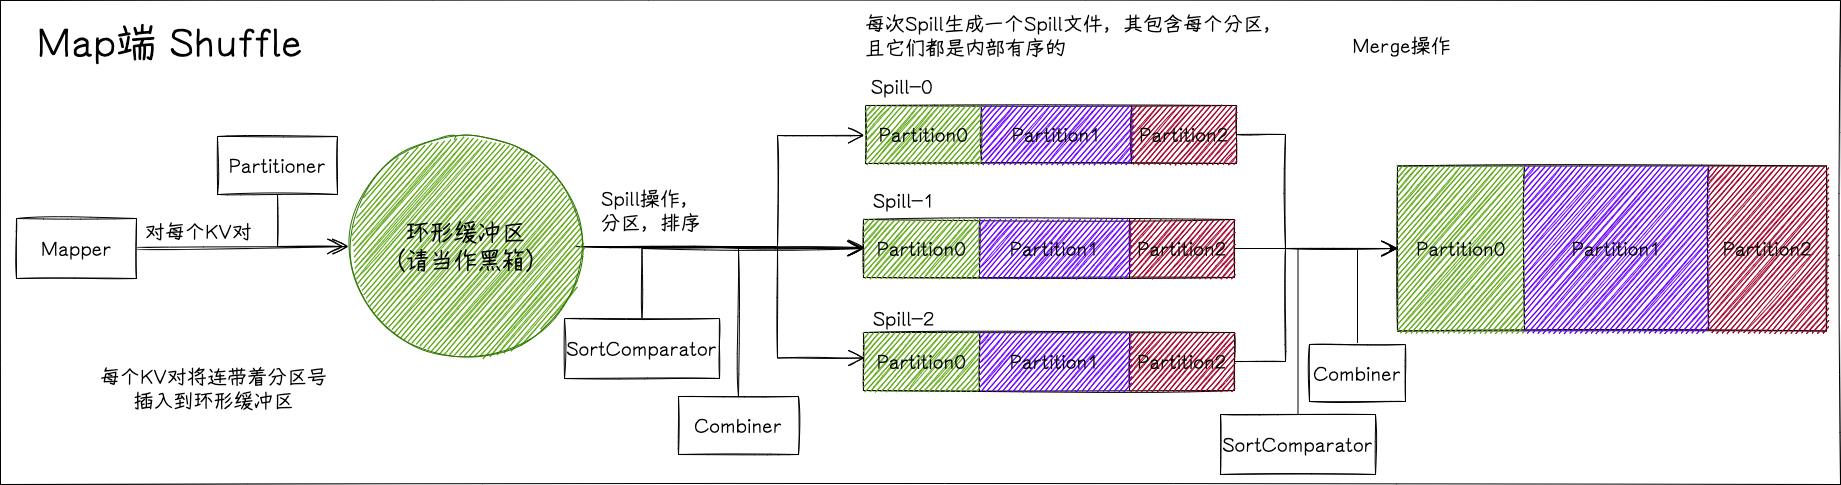 Map端 Shuffle
每次Spill生成一个Spill文件，其包含每个分区，
且它们都是内部有序的
Merge操作
Spill-0
Partition0 Partition1 Partition2
Partitioner
Mapper
对每个KV对
环形缓冲区
(请当作黑箱)
Spill操作，
分区，排序
Spill-1
Partition0 Partition1 Partition2
Partition0 Partition1 Partition2
Spill-2
Partition0 Partition1 Partition2
SortComparator
Combiner
每个KV对将连带着分区号
插入到环形缓冲区
Combiner
SortComparator